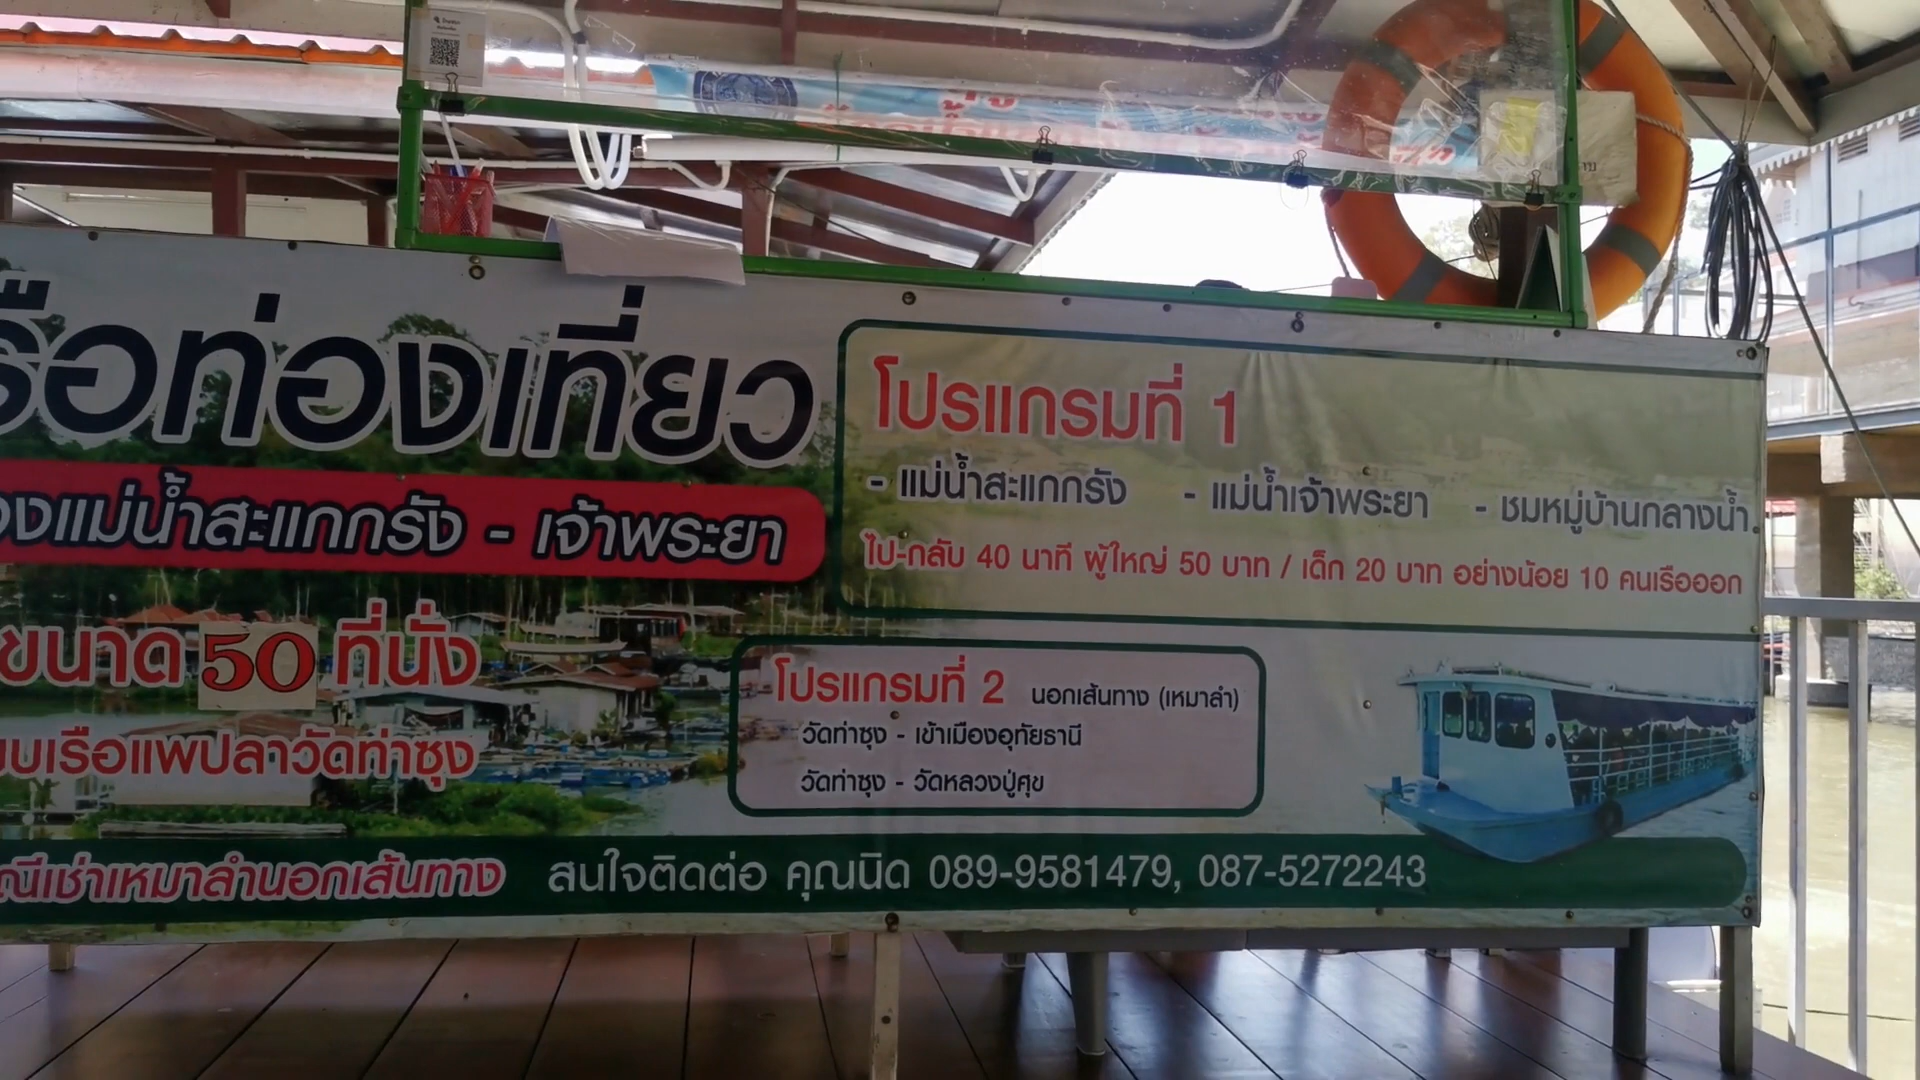 เรือท่องเที่ยว
แม่น้ำสะแกกรัง - เจ้าพระยา
ขนาด 50 ที่นั่ง
เรือแพปลาวัดท่าซุง
โปรแกรมที่ 1
- แม่น้ำสะแกกรัง - แม่น้ำเจ้าพระยา - ชมหมู่บ้านกลางน้ำ
ไป-กลับ 40 นาที ผู้ใหญ่ 50 บาท / เด็ก 20 บาท อย่างน้อย 10 คนเรือออก
โปรแกรมที่ 2 นอกเส้นทาง (เหมาลำ)
วัดท่าซุง - เข้าเมืองอุทัยธานี
วัดท่าซุง - วัดหลวงปู่ศุข
เช่าเหมาลำนอกเส้นทาง สนใจติดต่อ คุณนิด 089-9581479, 087-5272243